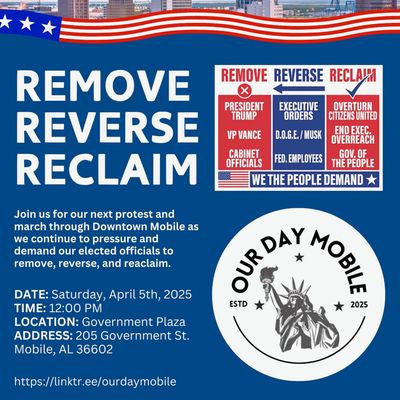 REMOVE
REVERSE
RECLAIM
REMOVE REVERSE RECLAIM
PRESIDENT
TRUMP
VP VANCE
CABINET
OFFICIALS
EXECUTIVE
ORDERS
D.O.G.E. / MUSK
FED. EMPLOYEES
OVERTURN
CITIZENS UNITED
END EXEC.
OVERREACH
GOV. OF
THE PEOPLE
WE THE PEOPLE DEMAND
Join us for our next protest and
march through Downtown Mobile as
we continue to pressure and
demand our elected officials to
remove, reverse, and reaclaim.
DATE: Saturday, April 5th, 2025
TIME: 12:00 PM
LOCATION: Government Plaza
ADDRESS: 205 Government St.
Mobile, AL 36602
https://linktr.ee/ourdaymobile
OUR DAY MOBILE
ESTD 2025